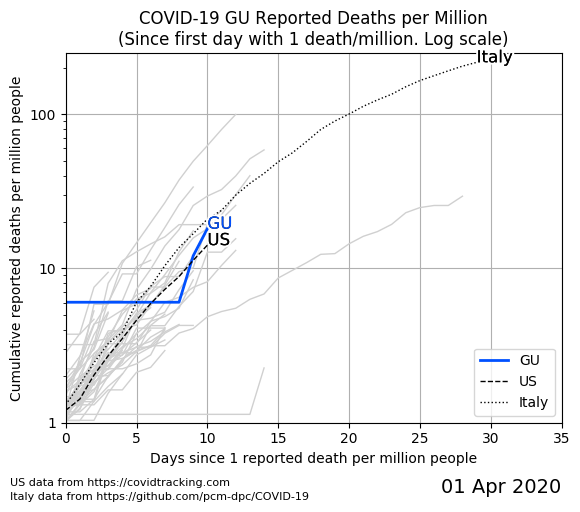 COVID-19 GU Reported Deaths per Million
(Since first day with 1 death/million. Log scale)
Cumulative reported deaths per million people
100
10
1
Italy
GU
US
GU
US
Italy
0 5 10 15 20 25 30 35
Days since 1 reported death per million people
US data from https://covidtracking.com
Italy data from https://github.com/pcm-dpc/COVID-19
01 Apr 2020